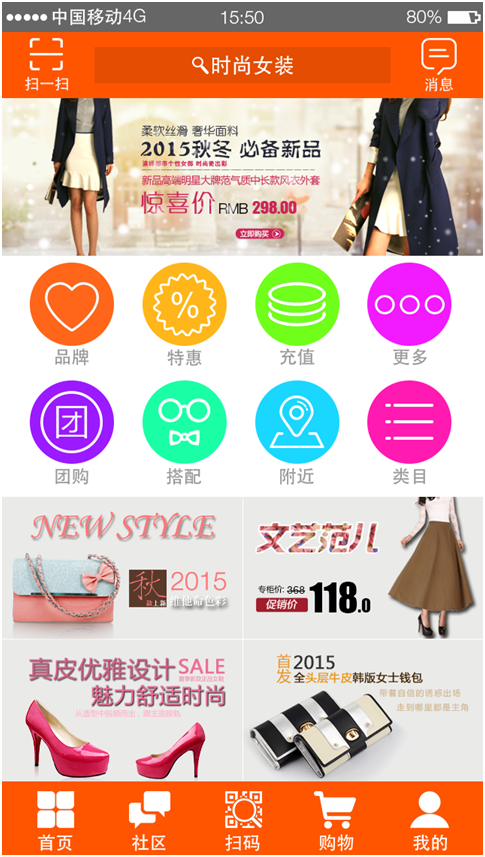 中国移动4G 15:50 80%
扫一扫 时尚女装 消息
柔软丝滑 奢华面料
2015秋冬 必备新品
新品高端明星大牌范气质中长款风衣外套
惊喜价 RMB 298.00
立即购买
品牌 特惠 充值 更多
团
团购 搭配 附近 类目
NEW STYLE
秋 2015
款上新 维他命色彩
文艺范儿
专柜价: 368
促销价 118.0
真皮优雅设计 SALE
魅力舒适时尚
首发 2015
全头层牛皮韩版女士钱包
带着自信的诱惑出场
走到哪里都是主角
首页 社区 扫码 购物 我的